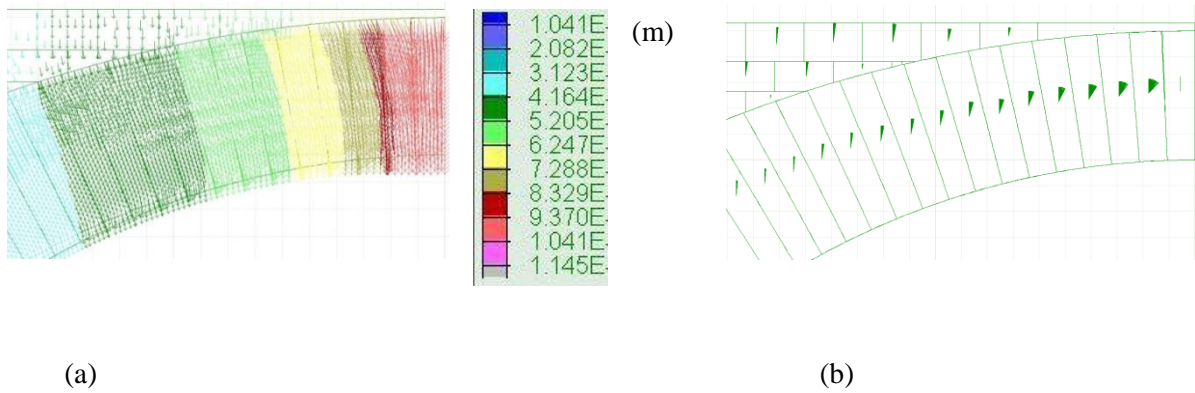 1.041E-
2.082E-
3.123E-
4.164E-
5.205E-
6.247E-
7.288E-
8.329E-
9.370E-
1.041E-
1.145E-
(m)
(a)
(b)